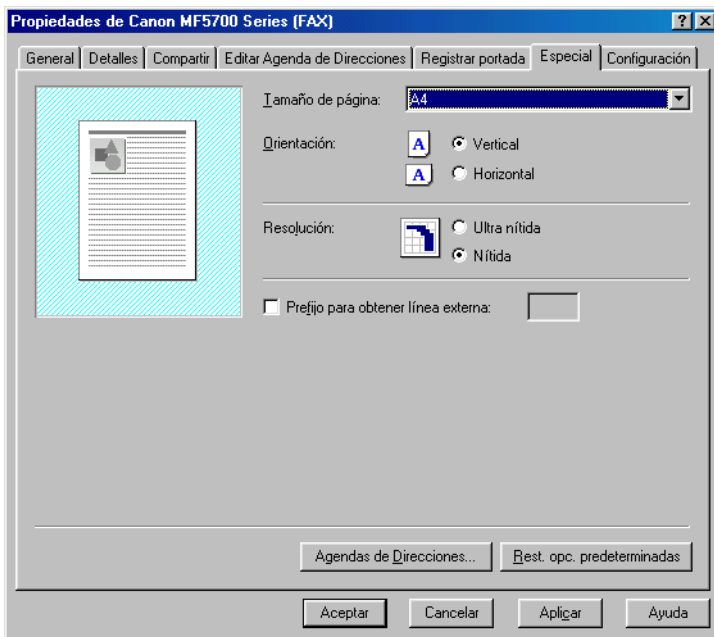 Propiedades de Canon MF5700 Series (FAX)
General Detalles Compartir Editar Agenda de Direcciones Registrar portada Especial Configuración
Tamaño de página: A4
Orientación: A Vertical
A Horizontal
Resolución: Ultra nítida
Nítida
Prefijo para obtener línea externa:
Agendas de Direcciones... Rest. opc. predeterminadas
Aceptar Cancelar Aplicar Ayuda